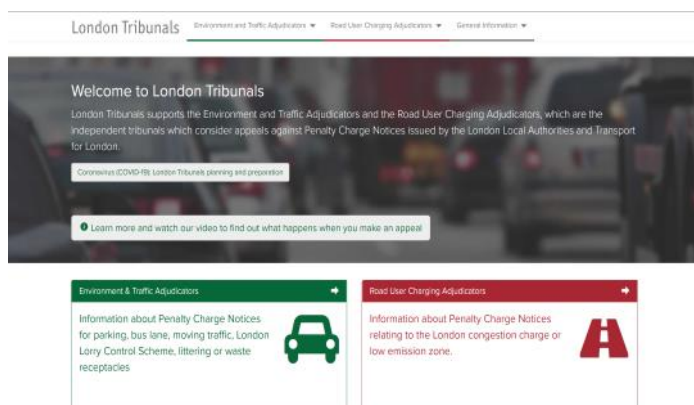 London Tribunals
Environment and Traffic Adjudicators
Road User Charging Adjudicators
General Information
Welcome to London Tribunals
London Tribunals supports the Environment and Traffic Adjudicators and the Road User Charging Adjudicators, which are the
independent tribunals which consider appeals against Penalty Charge Notices issued by the London Local Authorities and Transport
for London.
Coronavirus (COVID-19): London Tribunals planning and preparation
Learn more and watch our video to find out what happens when you make an appeal
Environment & Traffic Adjudicators
Information about Penalty Charge Notices
for parking, bus lane, moving traffic, London
Lorry Control Scheme, littering or waste
receptacles
Road User Charging Adjudicators
Information about Penalty Charge Notices
relating to the London congestion charge or
low emission zone.